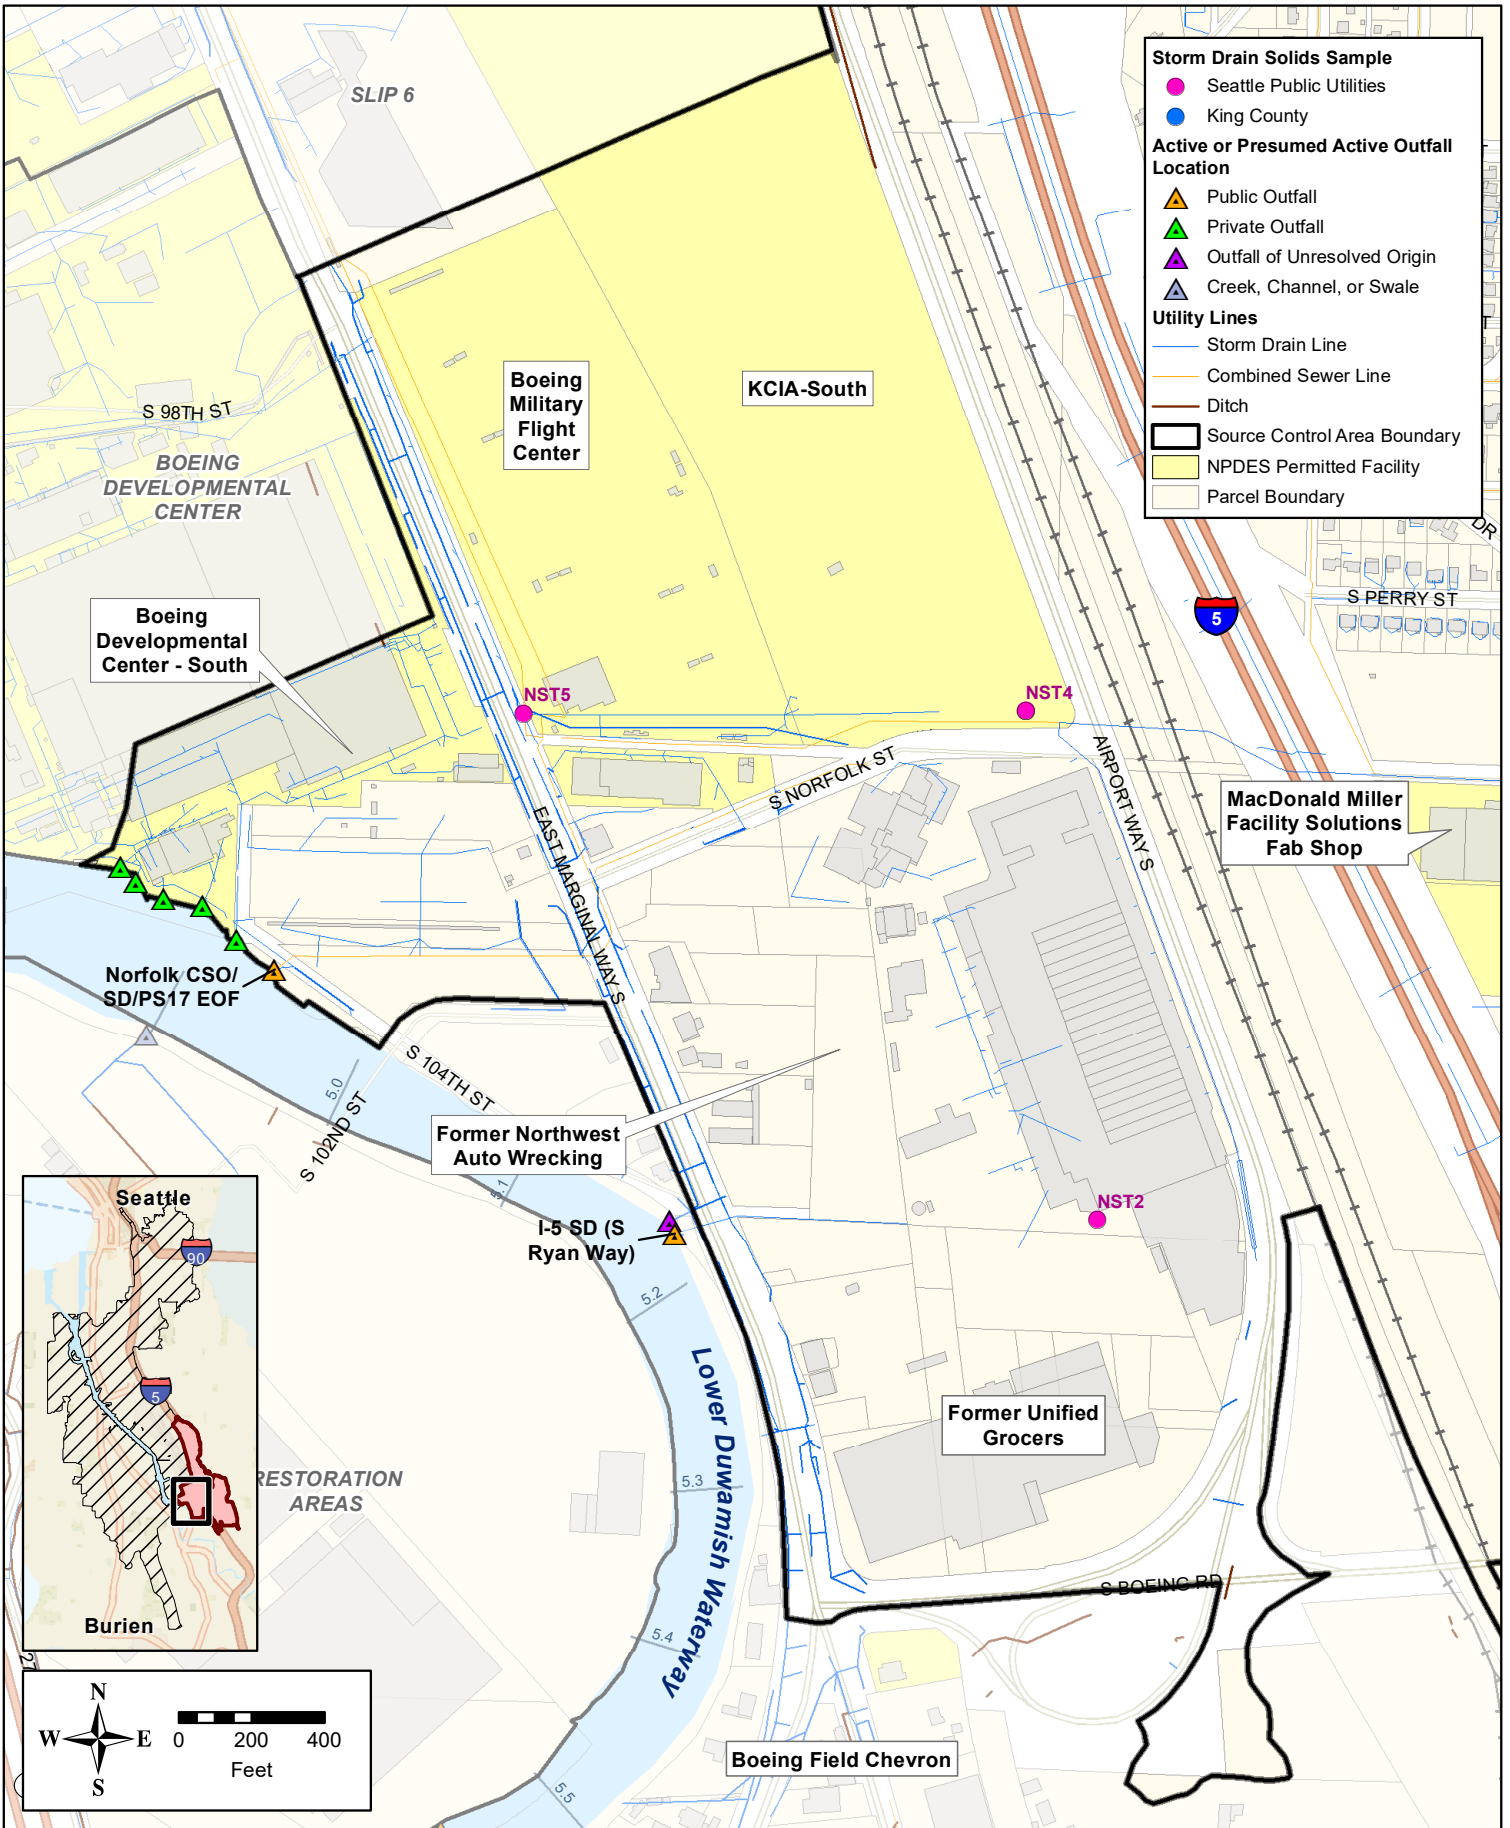 SLIP 6
Storm Drain Solids Sample
Seattle Public Utilities
King County
Active or Presumed Active Outfall
Location
Public Outfall
Private Outfall
Outfall of Unresolved Origin
Creek, Channel, or Swale
Utility Lines
Storm Drain Line
Combined Sewer Line
Ditch
Source Control Area Boundary
NPDES Permitted Facility
Parcel Boundary
DR
S PERRY ST
5
Boeing
Military
Flight
Center
KCIA-South
S 98TH ST
BOEING
DEVELOPMENTAL
CENTER
Boeing
Developmental
Center - South
NST5
NST4
S NORFOLK ST
AIRPORT WAY S
EAST MARGINAL WAY S
MacDonald Miller
Facility Solutions
Fab Shop
Norfolk CSO/
SD/PS17 EOF
5.0
S 104TH ST
S 102ND ST
Former Northwest
Auto Wrecking
5.1
NST2
I-5 SD (S
Ryan Way)
5.2
Lower Duwamish Waterway
5.3
5.4
5.5
Former Unified
Grocers
S BOEING RD
Boeing Field Chevron
RESTORATION
AREAS
Seattle
90
5
Burien
N
W
E
S
0 200 400
Feet